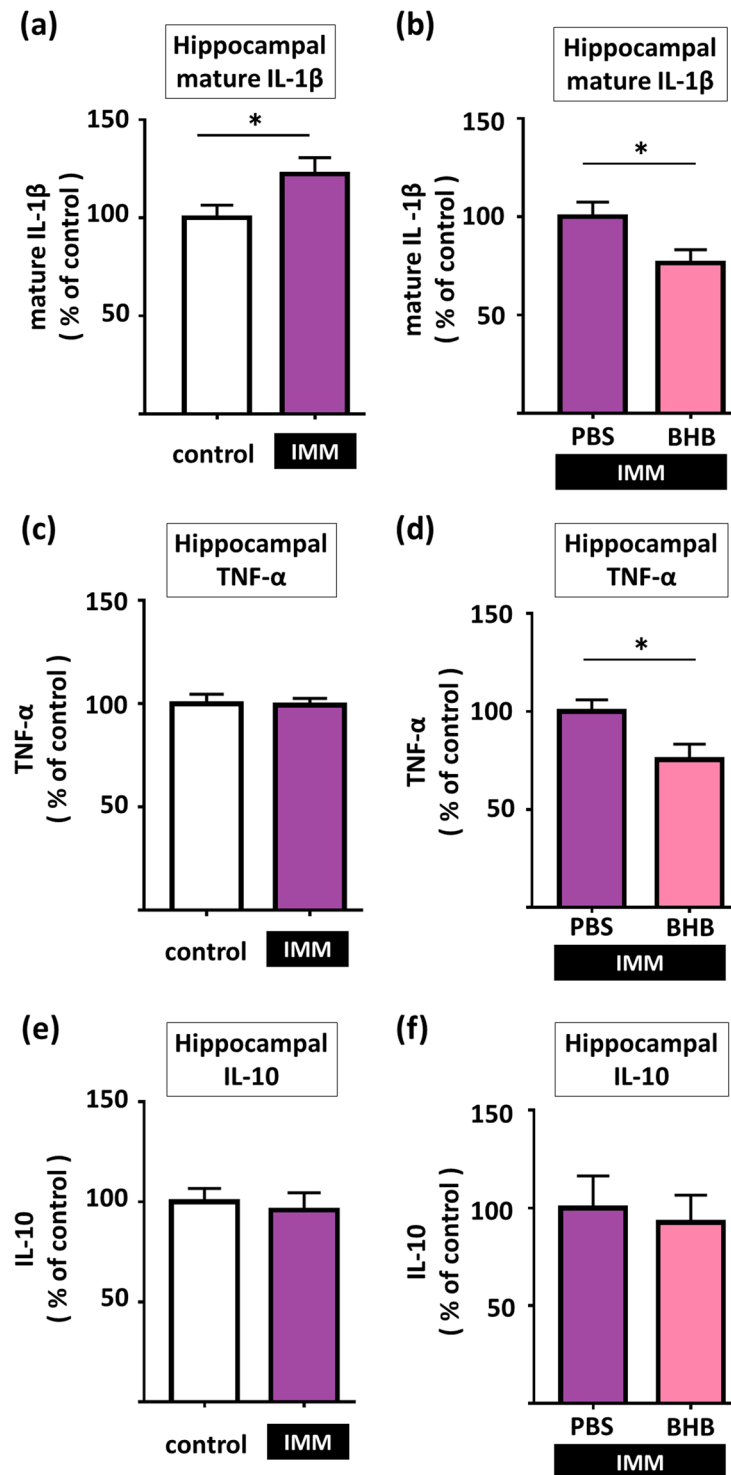 (a)
Hippocampal
mature IL-1β
mature IL-1β
( % of control )
150
100
50
*
control
IMM
(b)
Hippocampal
mature IL-1β
mature IL -1β
( % of control )
150
100
50
*
PBS BHB
IMM
(c)
Hippocampal
TNF-α
TNF-α
( % of control )
150
100
50
control
IMM
(d)
Hippocampal
TNF-α
TNF-α
( % of control )
150
100
50
*
PBS BHB
IMM
(e)
Hippocampal
IL-10
IL-10
( % of control )
150
100
50
control
IMM
(f)
Hippocampal
IL-10
IL-10
( % of control )
150
100
50
PBS BHB
IMM